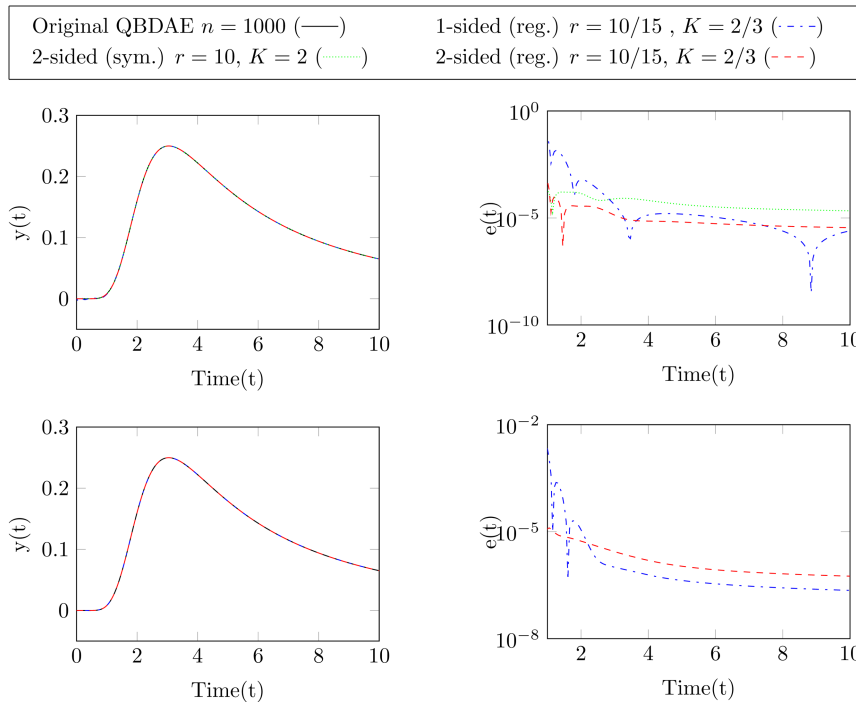 Original QBDAE n = 1000 (——)
1-sided (reg.) r = 10/15 , K = 2/3 (-·-·-)
2-sided (sym.) r = 10, K = 2 (········)
2-sided (reg.) r = 10/15, K = 2/3 (- - -)
0.3
0.2
0.1
0
y(t)
0 2 4 6 8 10
Time(t)
10^0
10^−5
10^−10
e(t)
2 4 6 8 10
Time(t)
0.3
0.2
0.1
0
y(t)
0 2 4 6 8 10
Time(t)
10^−2
10^−5
10^−8
e(t)
2 4 6 8 10
Time(t)